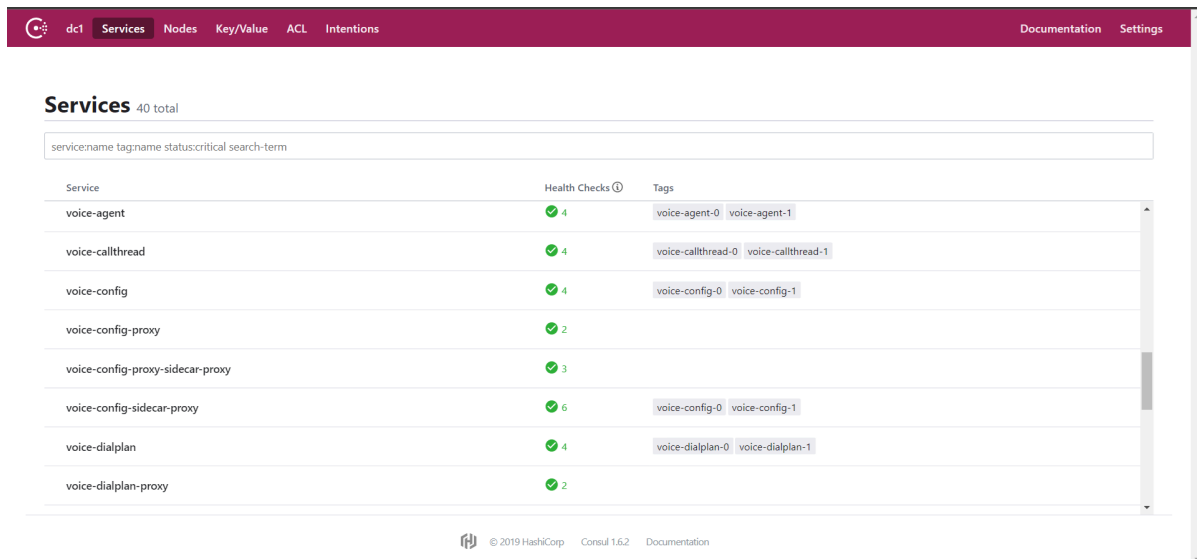 dc1 Services Nodes Key/Value ACL Intentions Documentation Settings
Services 40 total
service:name tag:name status:critical search-term
Service Health Checks Tags
voice-agent 4 voice-agent-0 voice-agent-1
voice-callthread 4 voice-callthread-0 voice-callthread-1
voice-config 4 voice-config-0 voice-config-1
voice-config-proxy 2
voice-config-proxy-sidecar-proxy 3
voice-config-sidecar-proxy 6 voice-config-0 voice-config-1
voice-dialplan 4 voice-dialplan-0 voice-dialplan-1
voice-dialplan-proxy 2
© 2019 HashiCorp Consul 1.6.2 Documentation